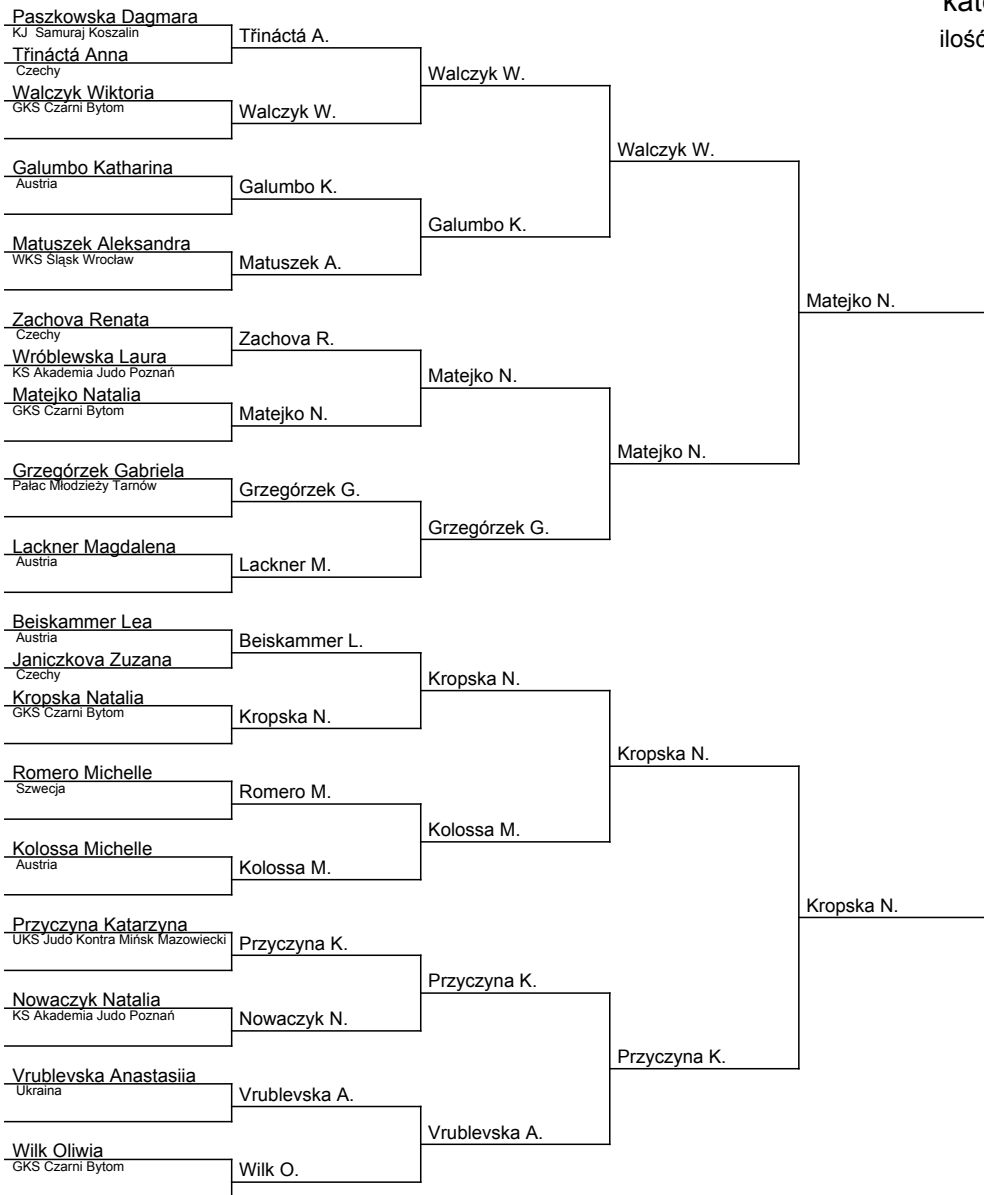 kat
ilość
Paszkowska Dagmara
KJ Samuraj Koszalin
Třináctá Anna
Czechy
Walczyk Wiktoria
GKS Czarni Bytom
Galumbo Katharina
Austria
Matuszek Aleksandra
WKS Śląsk Wrocław
Zachova Renata
Czechy
Wróblewska Laura
KS Akademia Judo Poznań
Matejko Natalia
GKS Czarni Bytom
Grzegórzek Gabriela
Pałac Młodzieży Tarnów
Lackner Magdalena
Austria
Beiskammer Lea
Austria
Janiczkova Zuzana
Czechy
Kropska Natalia
GKS Czarni Bytom
Romero Michelle
Szwecja
Kolossa Michelle
Austria
Przyczyna Katarzyna
UKS Judo Kontra Mińsk Mazowiecki
Nowaczyk Natalia
KS Akademia Judo Poznań
Vrublevska Anastasiia
Ukraina
Wilk Oliwia
GKS Czarni Bytom
Třináctá A.
Walczyk W.
Galumbo K.
Matuszek A.
Zachova R.
Matejko N.
Grzegórzek G.
Lackner M.
Beiskammer L.
Kropska N.
Romero M.
Kolossa M.
Przyczyna K.
Nowaczyk N.
Vrublevska A.
Wilk O.
Walczyk W.
Galumbo K.
Matejko N.
Grzegórzek G.
Kropska N.
Kolossa M.
Przyczyna K.
Vrublevska A.
Walczyk W.
Matejko N.
Kropska N.
Przyczyna K.
Matejko N.
Kropska N.